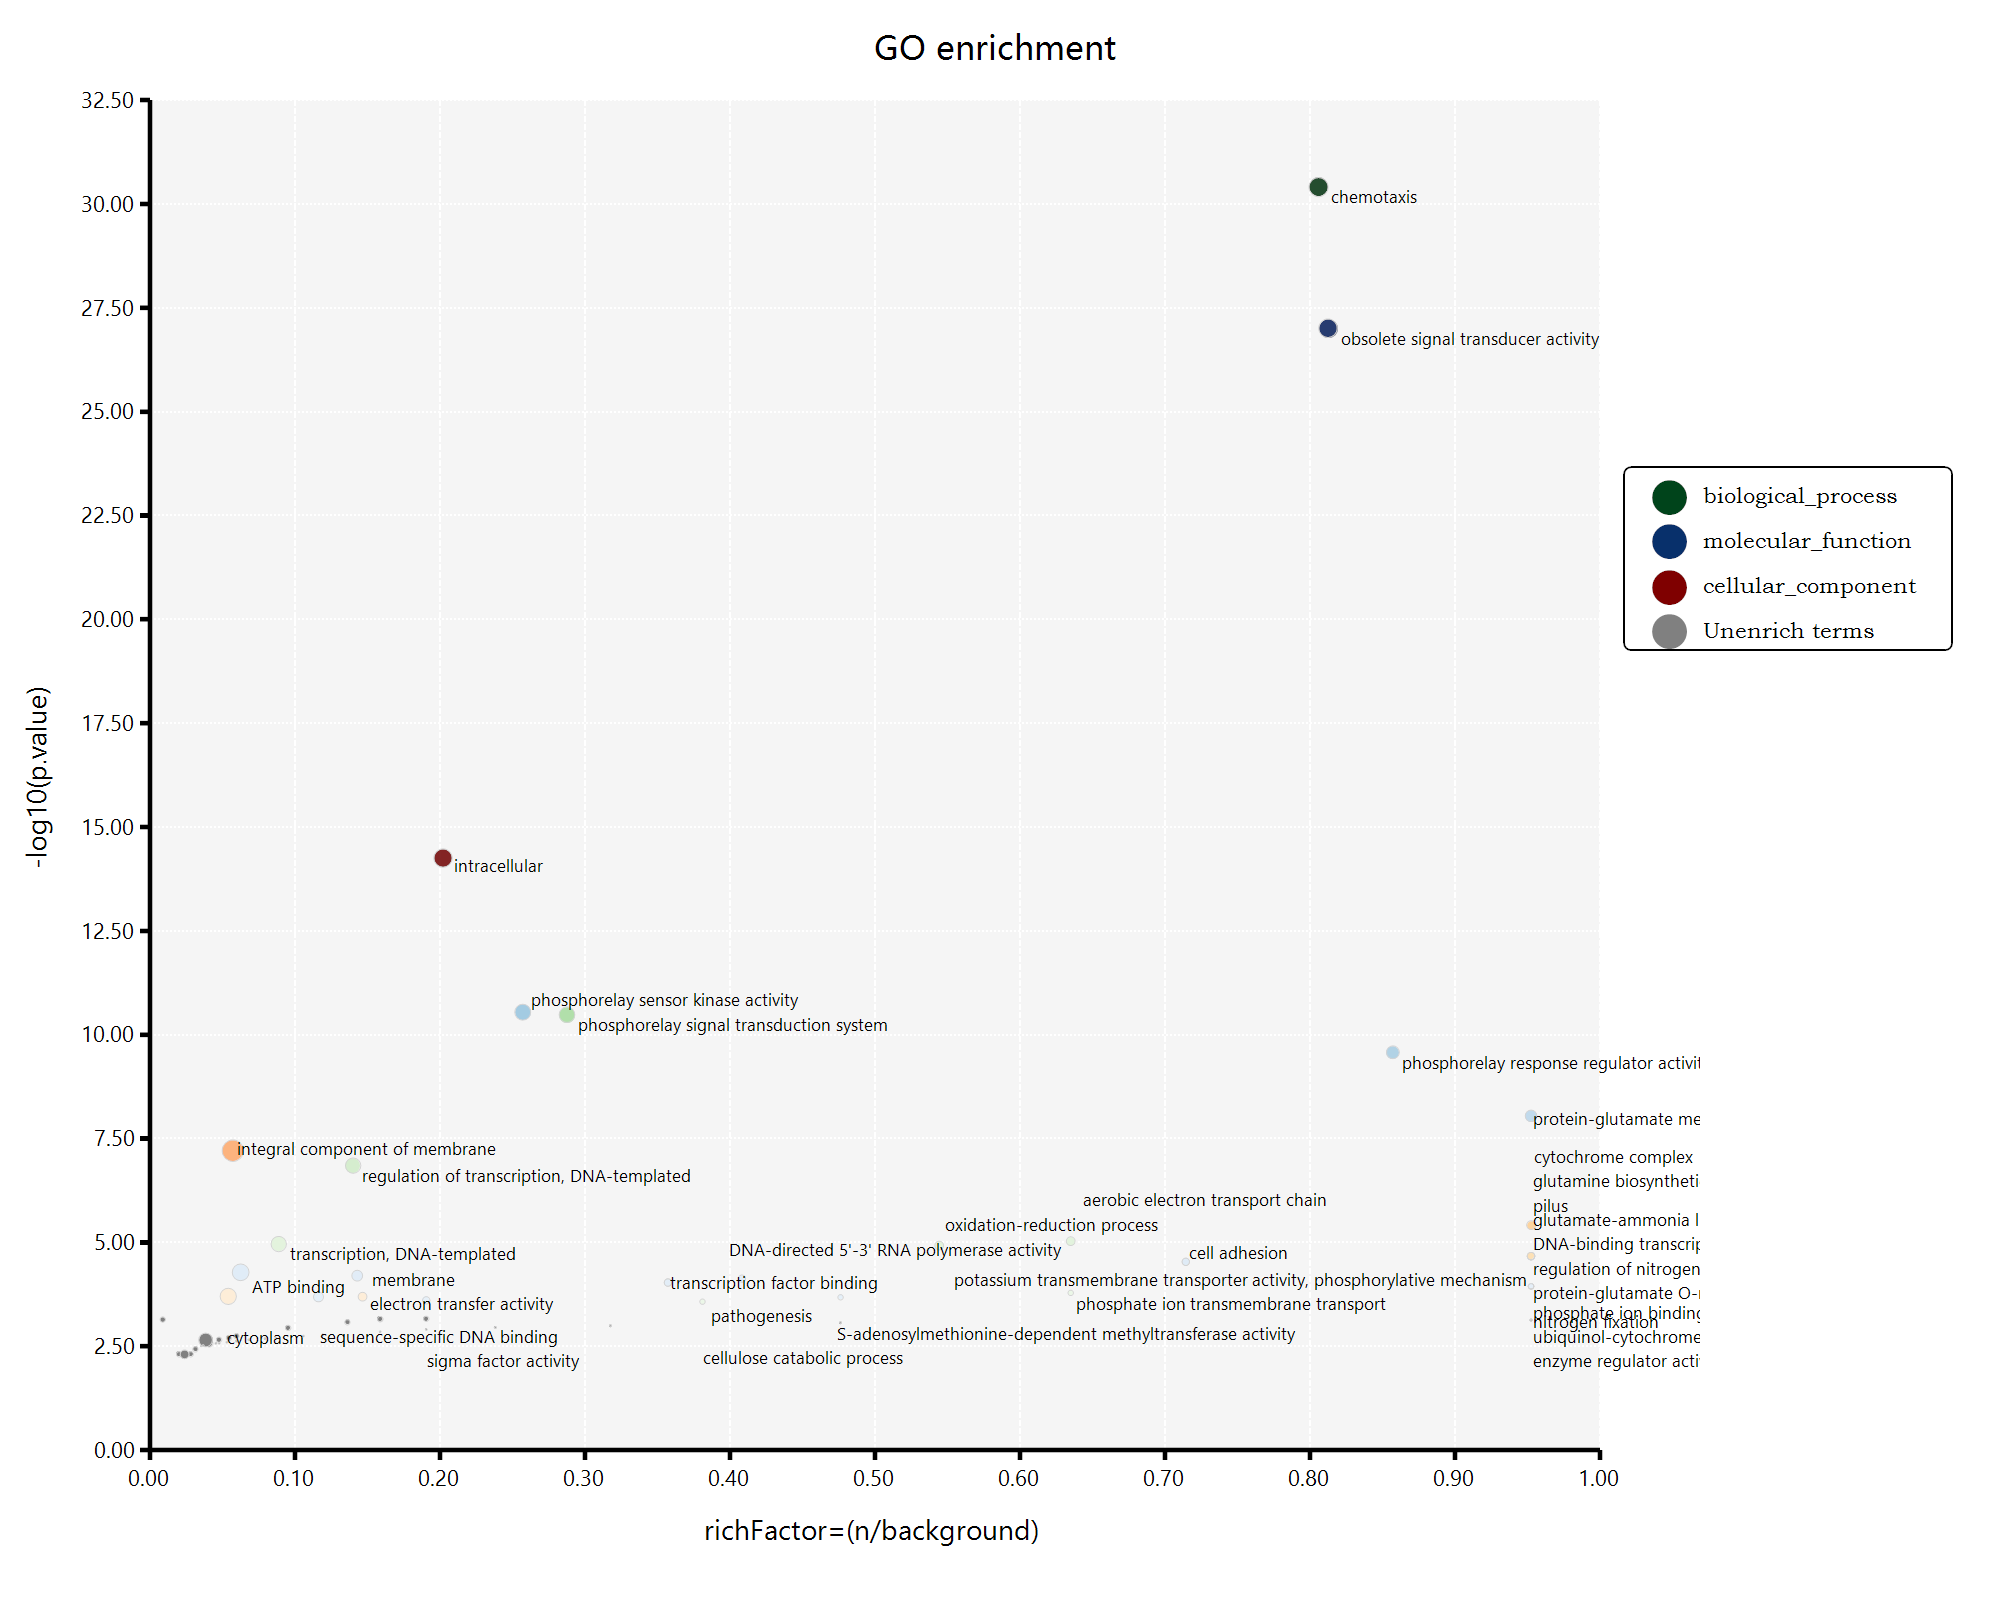 GO enrichment
32.50
30.00
27.50
25.00
22.50
20.00
17.50
15.00
12.50
10.00
7.50
5.00
2.50
0.00
-log10(p.value)
chemotaxis
obsolete signal transducer activity
intracellular
phosphorelay sensor kinase activity
phosphorelay signal transduction system
phosphorelay response regulator activit
protein-glutamate me
integral component of membrane
regulation of transcription, DNA-templated
cytochrome complex
glutamine biosyntheti
aerobic electron transport chain
pilus
oxidation-reduction process
glutamate-ammonia l
DNA-directed 5'-3' RNA polymerase activity
transcription, DNA-templated
cell adhesion
DNA-binding transcrip
regulation of nitrogen
ATP binding
membrane
transcription factor binding
potassium transmembrane transporter activity, phosphorylative mechanism
protein-glutamate O-
electron transfer activity
phosphate ion transmembrane transport
pathogenesis
phosphate ion binding
nitrogen fixation
cytoplasm
sequence-specific DNA binding
S-adenosylmethionine-dependent methyltransferase activity
ubiquinol-cytochrome
sigma factor activity
cellulose catabolic process
enzyme regulator acti
0.00
0.10
0.20
0.30
0.40
0.50
0.60
0.70
0.80
0.90
1.00
richFactor=(n/background)
biological_process
molecular_function
cellular_component
Unenrich terms